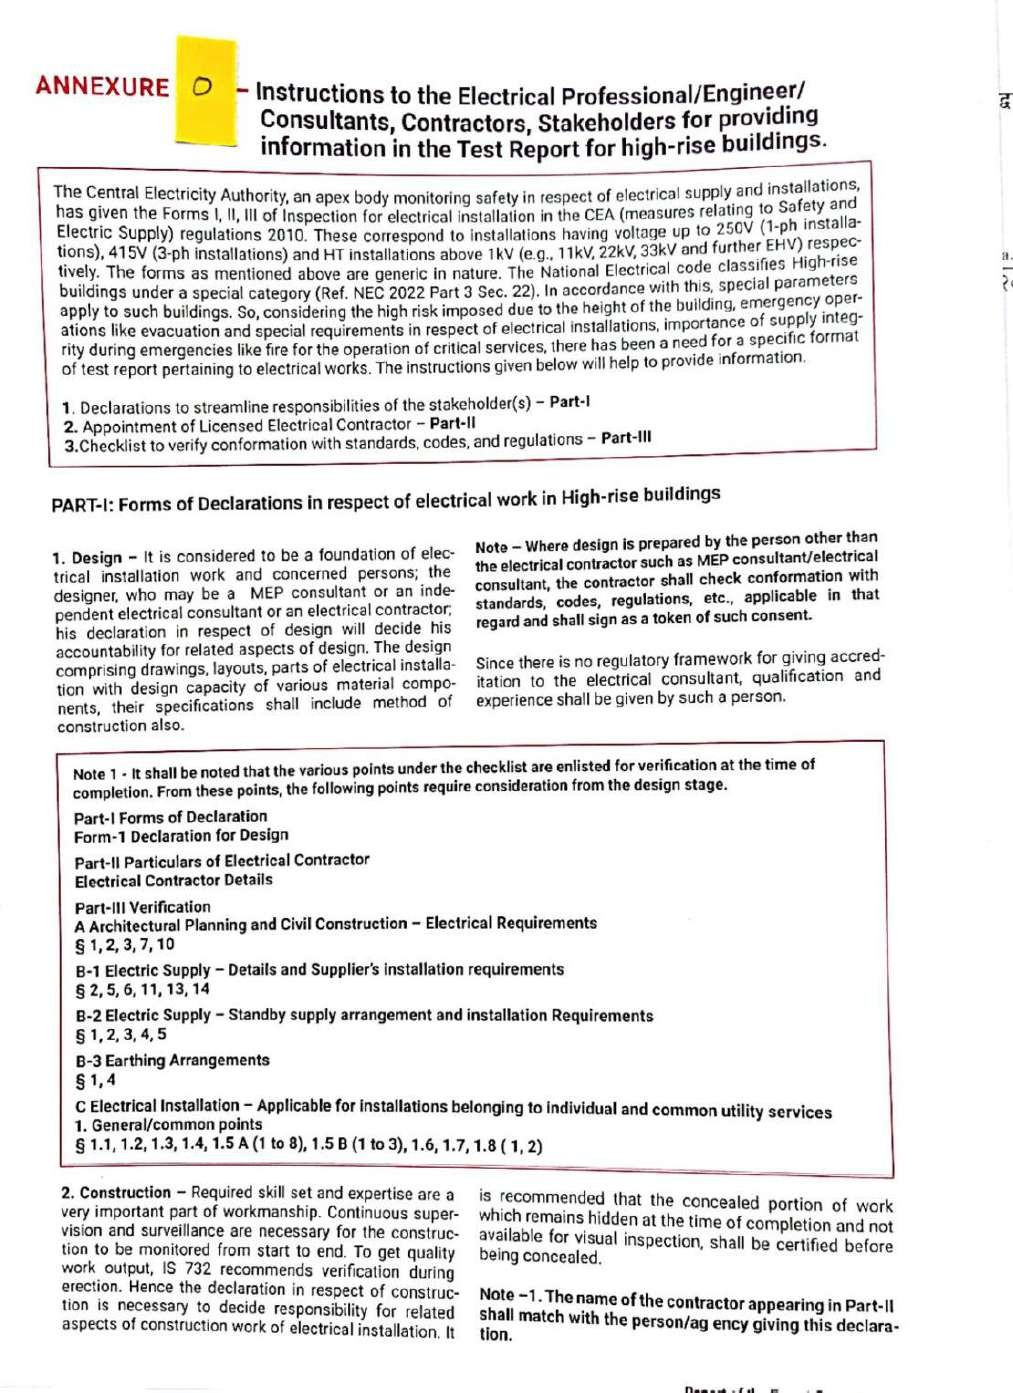 ANNEXURE D – Instructions to the Electrical Professional/Engineer/
Consultants, Contractors, Stakeholders for providing
information in the Test Report for high-rise buildings.
The Central Electricity Authority, an apex body monitoring safety in respect of electrical supply and installations,
has given the Forms I, II, III of Inspection for electrical installation in the CEA (measures relating to Safety and
Electric Supply) regulations 2010. These correspond to installations having voltage up to 250V (1-ph installa-
tions), 415V (3-ph installations) and HT installations above 1kV (e.g., 11kV, 22kV, 33kV and further EHV) respec-
tively. The forms as mentioned above are generic in nature. The National Electrical code classifies High-rise
buildings under a special category (Ref. NEC 2022 Part 3 Sec. 22). In accordance with this, special parameters
apply to such buildings. So, considering the high risk imposed due to the height of the building, emergency oper-
ations like evacuation and special requirements in respect of electrical installations, importance of supply integ-
rity during emergencies like fire for the operation of critical services, there has been a need for a specific format
of test report pertaining to electrical works. The instructions given below will help to provide information.
1. Declarations to streamline responsibilities of the stakeholder(s) – Part-I
2. Appointment of Licensed Electrical Contractor – Part-II
3.Checklist to verify conformation with standards, codes, and regulations – Part-III
PART-I: Forms of Declarations in respect of electrical work in High-rise buildings
1. Design – It is considered to be a foundation of elec-
trical installation work and concerned persons; the
designer, who may be a MEP consultant or an inde-
pendent electrical consultant or an electrical contractor;
his declaration in respect of design will decide his
accountability for related aspects of design. The design
comprising drawings, layouts, parts of electrical installa-
tion with design capacity of various material compo-
nents, their specifications shall include method of
construction also.
Note – Where design is prepared by the person other than
the electrical contractor such as MEP consultant/electrical
consultant, the contractor shall check conformation with
standards, codes, regulations, etc., applicable in that
regard and shall sign as a token of such consent.
Since there is no regulatory framework for giving accred-
itation to the electrical consultant, qualification and
experience shall be given by such a person.
Note 1 - It shall be noted that the various points under the checklist are enlisted for verification at the time of
completion. From these points, the following points require consideration from the design stage.
Part-I Forms of Declaration
Form-1 Declaration for Design
Part-II Particulars of Electrical Contractor
Electrical Contractor Details
Part-III Verification
A Architectural Planning and Civil Construction – Electrical Requirements
§ 1, 2, 3, 7, 10
B-1 Electric Supply – Details and Supplier's installation requirements
§ 2, 5, 6, 11, 13, 14
B-2 Electric Supply – Standby supply arrangement and installation Requirements
§ 1, 2, 3, 4, 5
B-3 Earthing Arrangements
§ 1, 4
C Electrical Installation – Applicable for installations belonging to individual and common utility services
1. General/common points
§ 1.1, 1.2, 1.3, 1.4, 1.5 A (1 to 8), 1.5 B (1 to 3), 1.6, 1.7, 1.8 ( 1, 2)
2. Construction – Required skill set and expertise are a
very important part of workmanship. Continuous super-
vision and surveillance are necessary for the construc-
tion to be monitored from start to end. To get quality
work output, IS 732 recommends verification during
erection. Hence the declaration in respect of construc-
tion is necessary to decide responsibility for related
aspects of construction work of electrical installation. It
is recommended that the concealed portion of work
which remains hidden at the time of completion and not
available for visual inspection, shall be certified before
being concealed.
Note –1. The name of the contractor appearing in Part-II
shall match with the person/ag ency giving this declara-
tion.